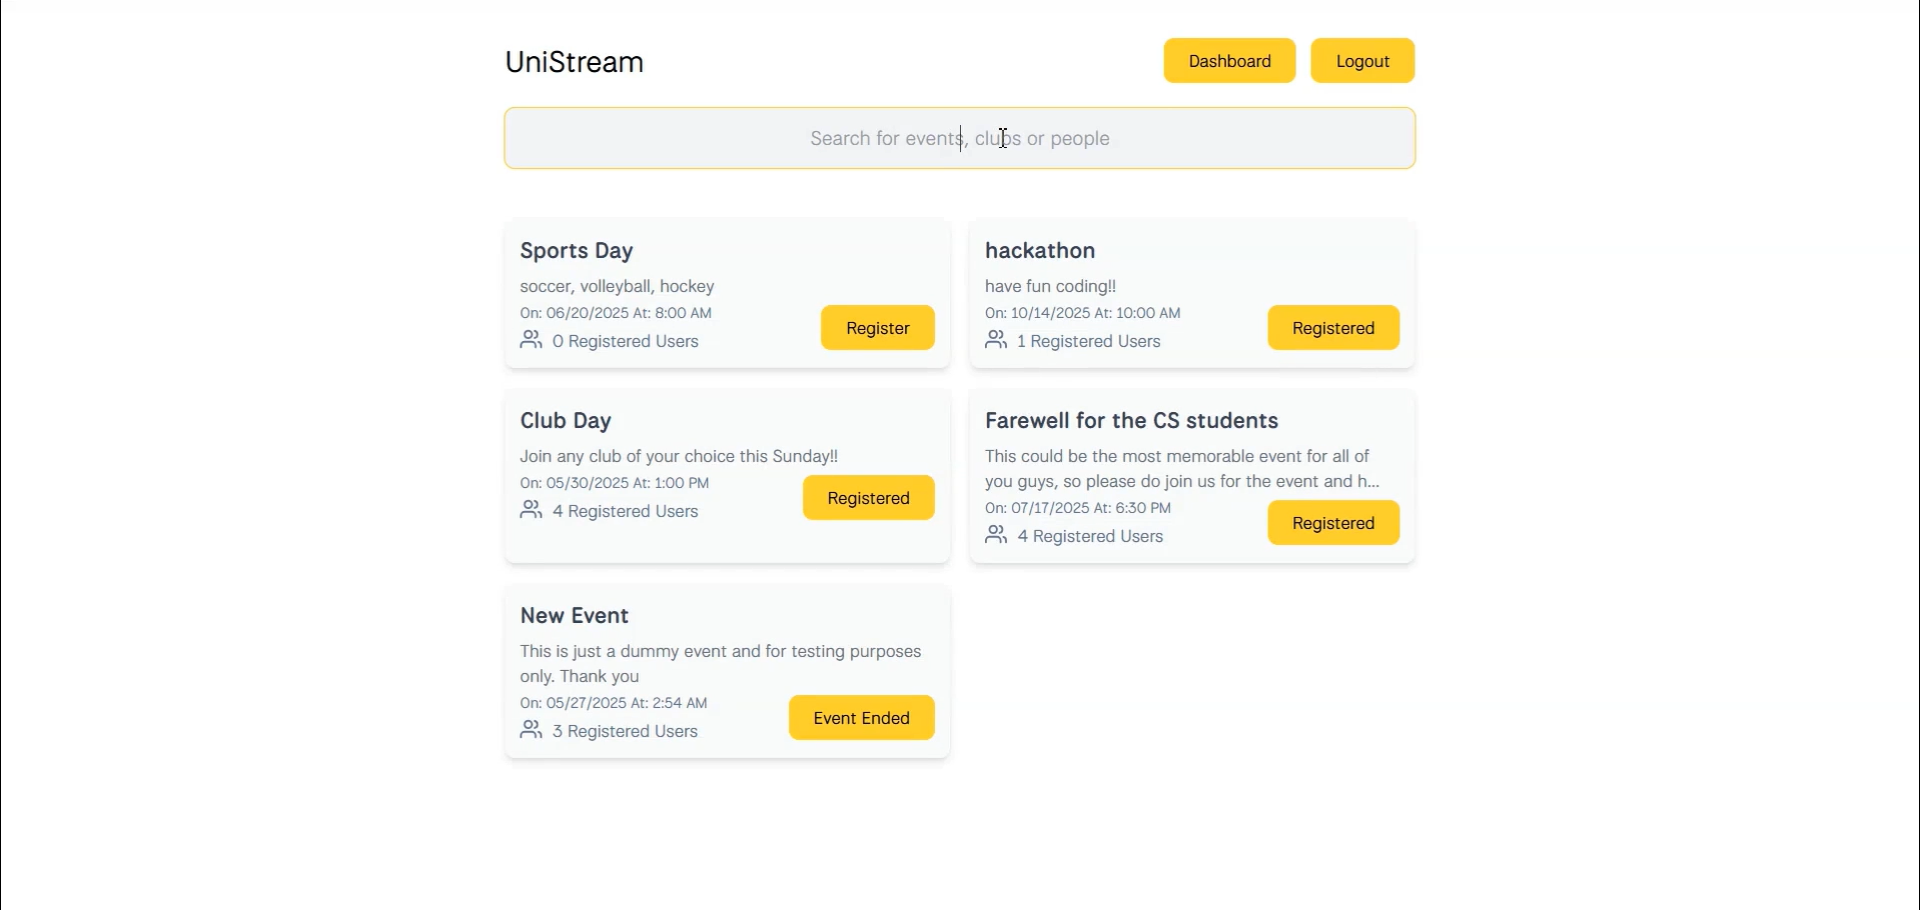 UniStream
Dashboard
Logout
Search for events, clubs or people
Sports Day
soccer, volleyball, hockey
On: 06/20/2025 At: 8:00 AM
0 Registered Users
Register
hackathon
have fun coding!!
On: 10/14/2025 At: 10:00 AM
1 Registered Users
Registered
Club Day
Join any club of your choice this Sunday!!
On: 05/30/2025 At: 1:00 PM
4 Registered Users
Registered
Farewell for the CS students
This could be the most memorable event for all of
you guys, so please do join us for the event and h...
On: 07/17/2025 At: 6:30 PM
4 Registered Users
Registered
New Event
This is just a dummy event and for testing purposes
only. Thank you
On: 05/27/2025 At: 2:54 AM
3 Registered Users
Event Ended